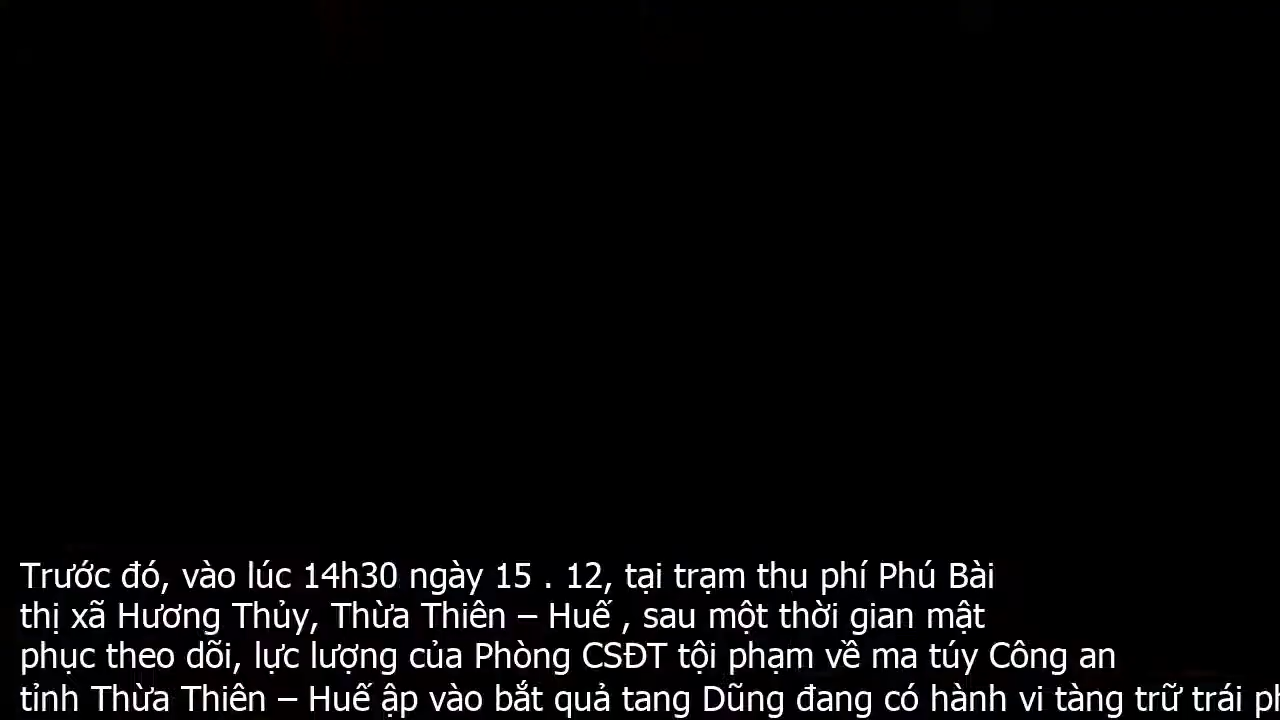 Trước đó, vào lúc 14h30 ngày 15 . 12, tại trạm thu phí Phú Bài
thị xã Hương Thủy, Thừa Thiên – Huế , sau một thời gian mật
phục theo dõi, lực lượng của Phòng CSĐT tội phạm về ma túy Công an
tỉnh Thừa Thiên – Huế ập vào bắt quả tang Dũng đang có hành vi tàng trữ trái